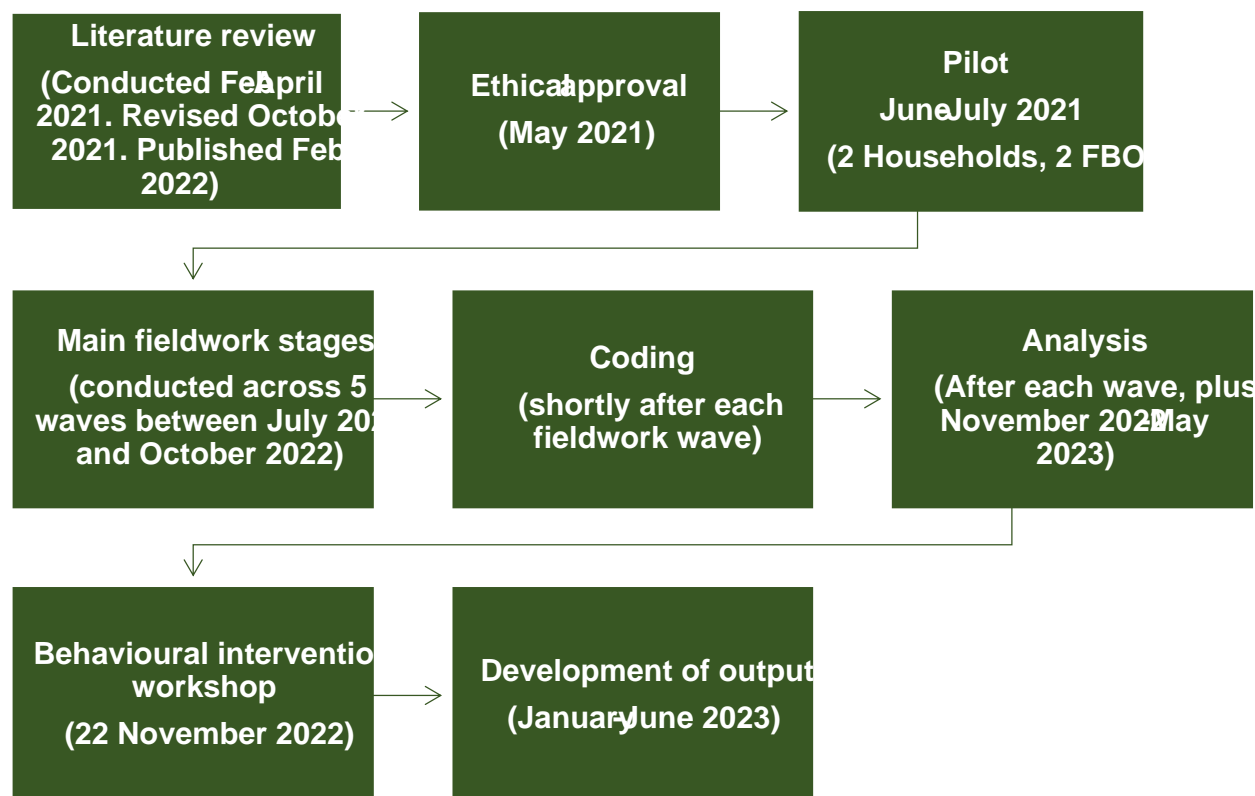 Literature review
(Conducted Feb-April
2021. Revised October
2021. Published Feb
2022)
Ethical approval
(May 2021)
Pilot
June-July 2021
(2 Households, 2 FBO
Main fieldwork stages
(conducted across 5
waves between July 202
and October 2022)
Coding
(shortly after each
fieldwork wave)
Analysis
(After each wave, plus
November 2022-May
2023)
Behavioural interventio
workshop
(22 November 2022)
Development of output
(January-June 2023)